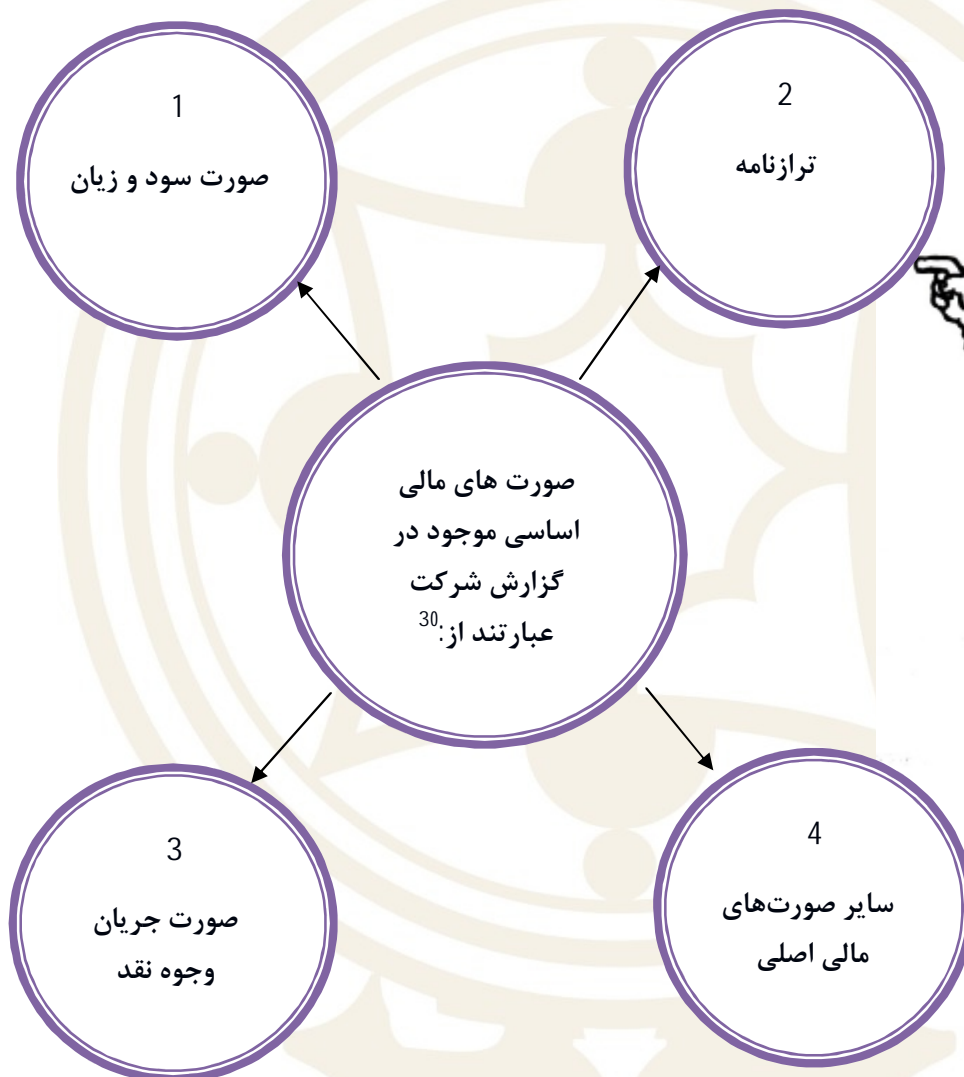 1
صورت سود و زیان
2
ترازنامه
صورت های مالی
اساسی موجود در
گزارش شرکت
عبارتند از:30
3
صورت جریان
وجوه نقد
4
سایر صورت‌های
مالی اصلی